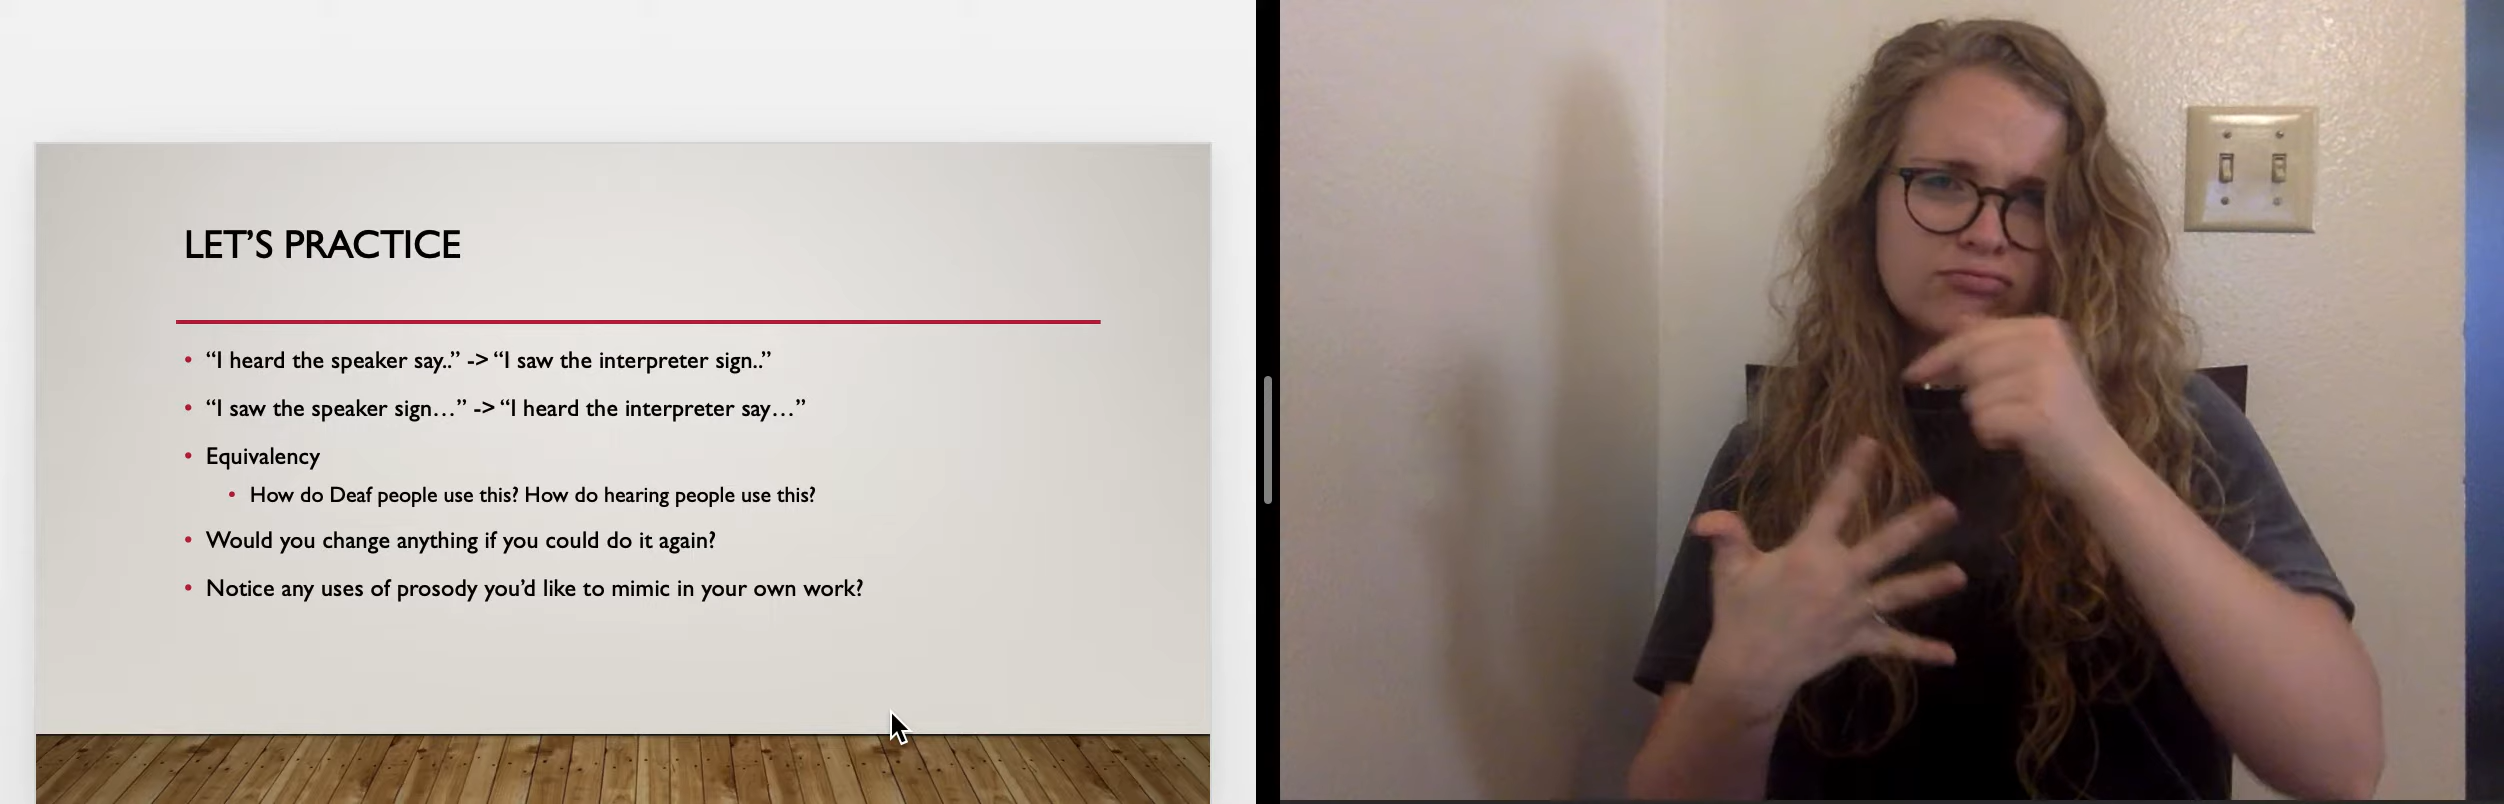 LET’S PRACTICE
• “I heard the speaker say..” -> “I saw the interpreter sign..”
• “I saw the speaker sign…” -> “I heard the interpreter say…”
• Equivalency
• How do Deaf people use this? How do hearing people use this?
• Would you change anything if you could do it again?
• Notice any uses of prosody you’d like to mimic in your own work?